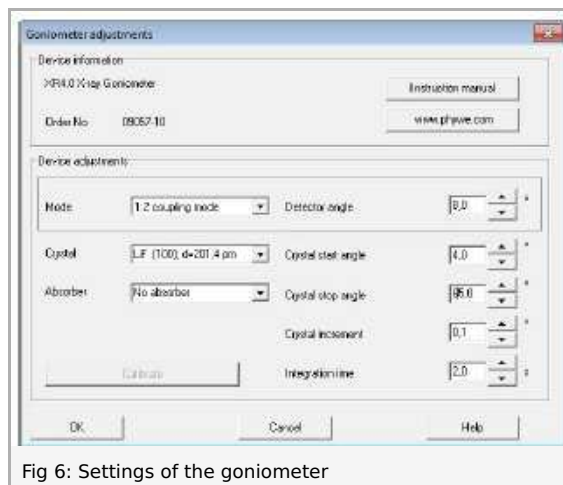 Goniometer adjustments
Device information
XR4.0 X-ray Goniometer
Instruction manual
Order No 09057-10
www.phywe.com
Device adjustments
Mode 1:2 coupling mode Detector angle 8,0 °
Crystal LiF (100); d=201,4 pm Crystal start angle 4,0 °
Absorber No absorber Crystal stop angle °
Crystal increment 0,1 °
Calibrate Integration time 2,0 s
OK Cancel Help
Fig 6: Settings of the goniometer